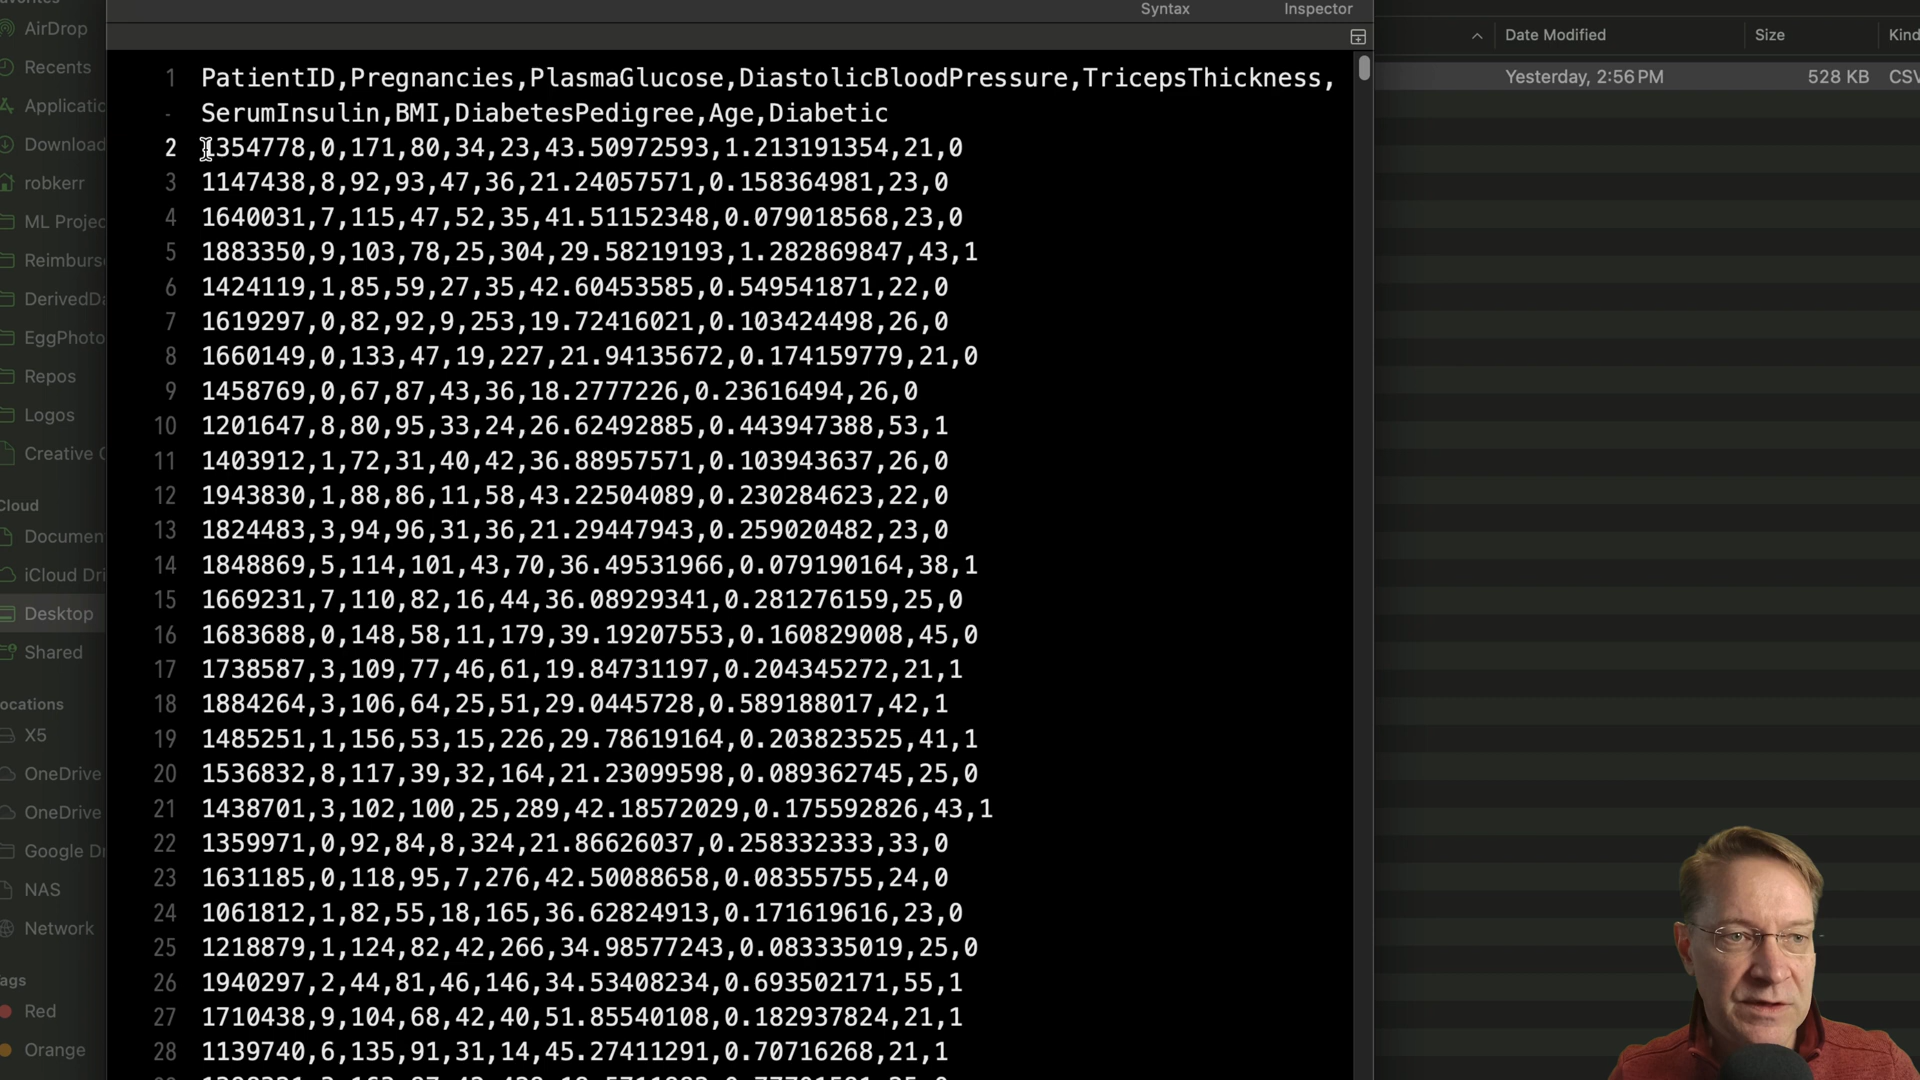 Syntax
Inspector
AirDrop
Recents
Applicatic
Download
robkerr
ML Projec
Reimburse
DerivedDa
EggPhoto
Repos
Logos
Creative C
Cloud
Documen
iCloud Dri
Desktop
Shared
ocations
X5
OneDrive
OneDrive
Google Dr
NAS
Network
ags
Red
Orange
1 PatientID,Pregnancies,PlasmaGlucose,DiastolicBloodPressure,TricepsThickness,
- SerumInsulin,BMI,DiabetesPedigree,Age,Diabetic
2 1354778,0,171,80,34,23,43.50972593,1.213191354,21,0
3 1147438,8,92,93,47,36,21.24057571,0.158364981,23,0
4 1640031,7,115,47,52,35,41.51152348,0.079018568,23,0
5 1883350,9,103,78,25,304,29.58219193,1.282869847,43,1
6 1424119,1,85,59,27,35,42.60453585,0.549541871,22,0
7 1619297,0,82,92,9,253,19.72416021,0.103424498,26,0
8 1660149,0,133,47,19,227,21.94135672,0.174159779,21,0
9 1458769,0,67,87,43,36,18.2777226,0.23616494,26,0
10 1201647,8,80,95,33,24,26.62492885,0.443947388,53,1
11 1403912,1,72,31,40,42,36.88957571,0.103943637,26,0
12 1943830,1,88,86,11,58,43.22504089,0.230284623,22,0
13 1824483,3,94,96,31,36,21.29447943,0.259020482,23,0
14 1848869,5,114,101,43,70,36.49531966,0.079190164,38,1
15 1669231,7,110,82,16,44,36.08929341,0.281276159,25,0
16 1683688,0,148,58,11,179,39.19207553,0.160829008,45,0
17 1738587,3,109,77,46,61,19.84731197,0.204345272,21,1
18 1884264,3,106,64,25,51,29.0445728,0.589188017,42,1
19 1485251,1,156,53,15,226,29.78619164,0.203823525,41,1
20 1536832,8,117,39,32,164,21.23099598,0.089362745,25,0
21 1438701,3,102,100,25,289,42.18572029,0.175592826,43,1
22 1359971,0,92,84,8,324,21.86626037,0.258332333,33,0
23 1631185,0,118,95,7,276,42.50088658,0.08355755,24,0
24 1061812,1,82,55,18,165,36.62824913,0.171619616,23,0
25 1218879,1,124,82,42,266,34.98577243,0.083335019,25,0
26 1940297,2,44,81,46,146,34.53408234,0.693502171,55,1
27 1710438,9,104,68,42,40,51.85540108,0.182937824,21,1
28 1139740,6,135,91,31,14,45.27411291,0.70716268,21,1
Date Modified Size Kind
Yesterday, 2:56 PM 528 KB CSV